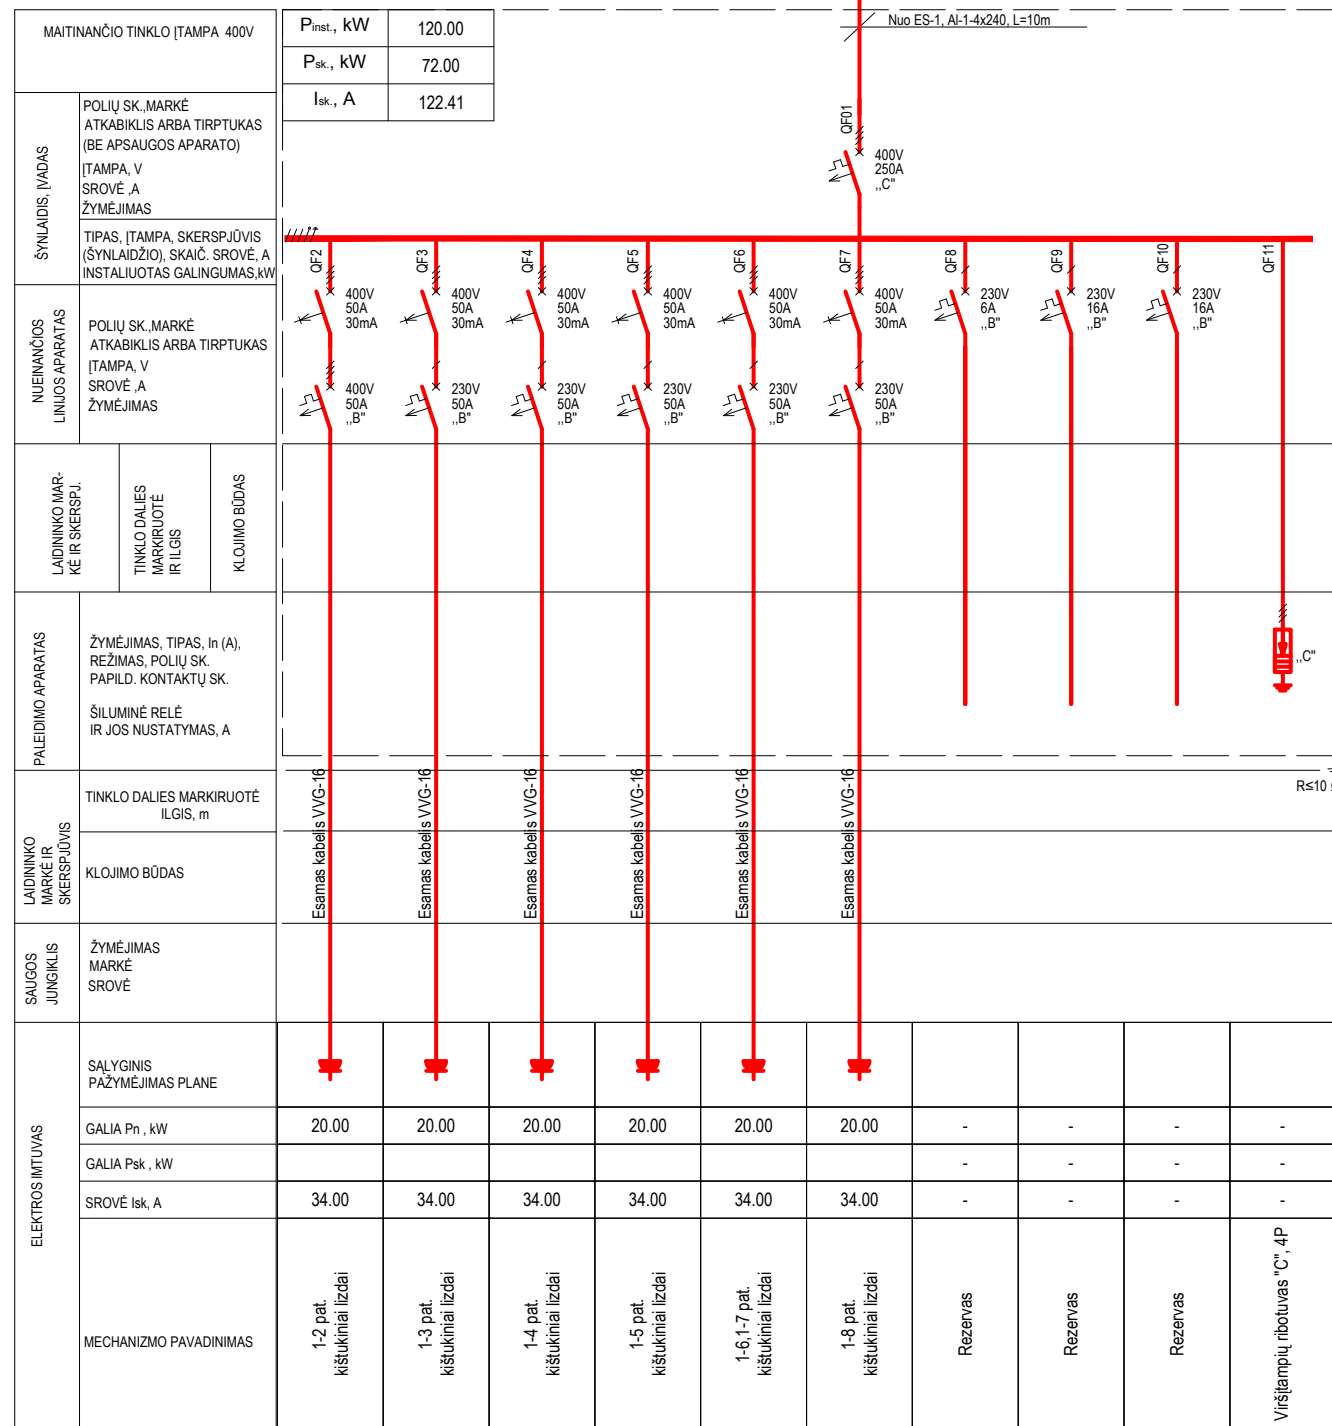 MAITINANČIO TINKLO ĮTAMPA 400V
Pinst., kW 120.00
Psk., kW 72.00
Isk., A 122.41
Nuo ES-1, Al-1-4x240, L=10m
ŠYNLAIDIS, ĮVADAS
POLIŲ SK.,MARKĖ
ATKABIKLIS ARBA TIRPTUKAS
(BE APSAUGOS APARATO)
ĮTAMPA, V
SROVĖ ,A
ŽYMĖJIMAS
QF01
400V
250A
,,C"
TIPAS, ĮTAMPA, SKERSPJŪVIS
(ŠYNLAIDŽIO), SKAIČ. SROVĖ, A
INSTALIUOTAS GALINGUMAS,kW
QF2 QF3 QF4 QF5 QF6 QF7 QF8 QF9 QF10 QF11
NUEINANČIOS
LINIJOS APARATAS
POLIŲ SK.,MARKĖ
ATKABIKLIS ARBA TIRPTUKAS
ĮTAMPA, V
SROVĖ ,A
ŽYMĖJIMAS
400V 400V 400V 400V 400V 400V 230V 230V 230V
50A 50A 50A 50A 50A 50A 6A 16A 16A
30mA 30mA 30mA 30mA 30mA 30mA ,,B" ,,B" ,,B"
400V 230V 230V 230V 230V 230V
50A 50A 50A 50A 50A 50A
,,B" ,,B" ,,B" ,,B" ,,B" ,,B"
LAIDININKO MAR-
KĖ IR SKERSPJ.
TINKLO DALIES
MARKIRUOTĖ
IR ILGIS
KLOJIMO BŪDAS
PALEIDIMO APARATAS
ŽYMĖJIMAS, TIPAS, In (A),
REŽIMAS, POLIŲ SK.
PAPILD. KONTAKTŲ SK.
ŠILUMINĖ RELĖ
IR JOS NUSTATYMAS, A
,,C"
R≤10
LAIDININKO
MARKĖ IR
SKERSPJŪVIS
TINKLO DALIES MARKIRUOTĖ
ILGIS, m
KLOJIMO BŪDAS
Esamas kabelis VVG-16
Esamas kabelis VVG-16
Esamas kabelis VVG-16
Esamas kabelis VVG-16
Esamas kabelis VVG-16
Esamas kabelis VVG-16
SAUGOS
JUNGIKLIS
ŽYMĖJIMAS
MARKĖ
SROVĖ
ELEKTROS IMTUVAS
SĄLYGINIS
PAŽYMĖJIMAS PLANE
GALIA Pn , kW 20.00 20.00 20.00 20.00 20.00 20.00 - - - -
GALIA Psk , kW - - - -
SROVĖ Isk, A 34.00 34.00 34.00 34.00 34.00 34.00 - - - -
MECHANIZMO PAVADINIMAS
1-2 pat.
kištukiniai lizdai
1-3 pat.
kištukiniai lizdai
1-4 pat.
kištukiniai lizdai
1-5 pat.
kištukiniai lizdai
1-6,1-7 pat.
kištukiniai lizdai
1-8 pat.
kištukiniai lizdai
Rezervas
Rezervas
Rezervas
Viršįtampių ribotuvas "C", 4P